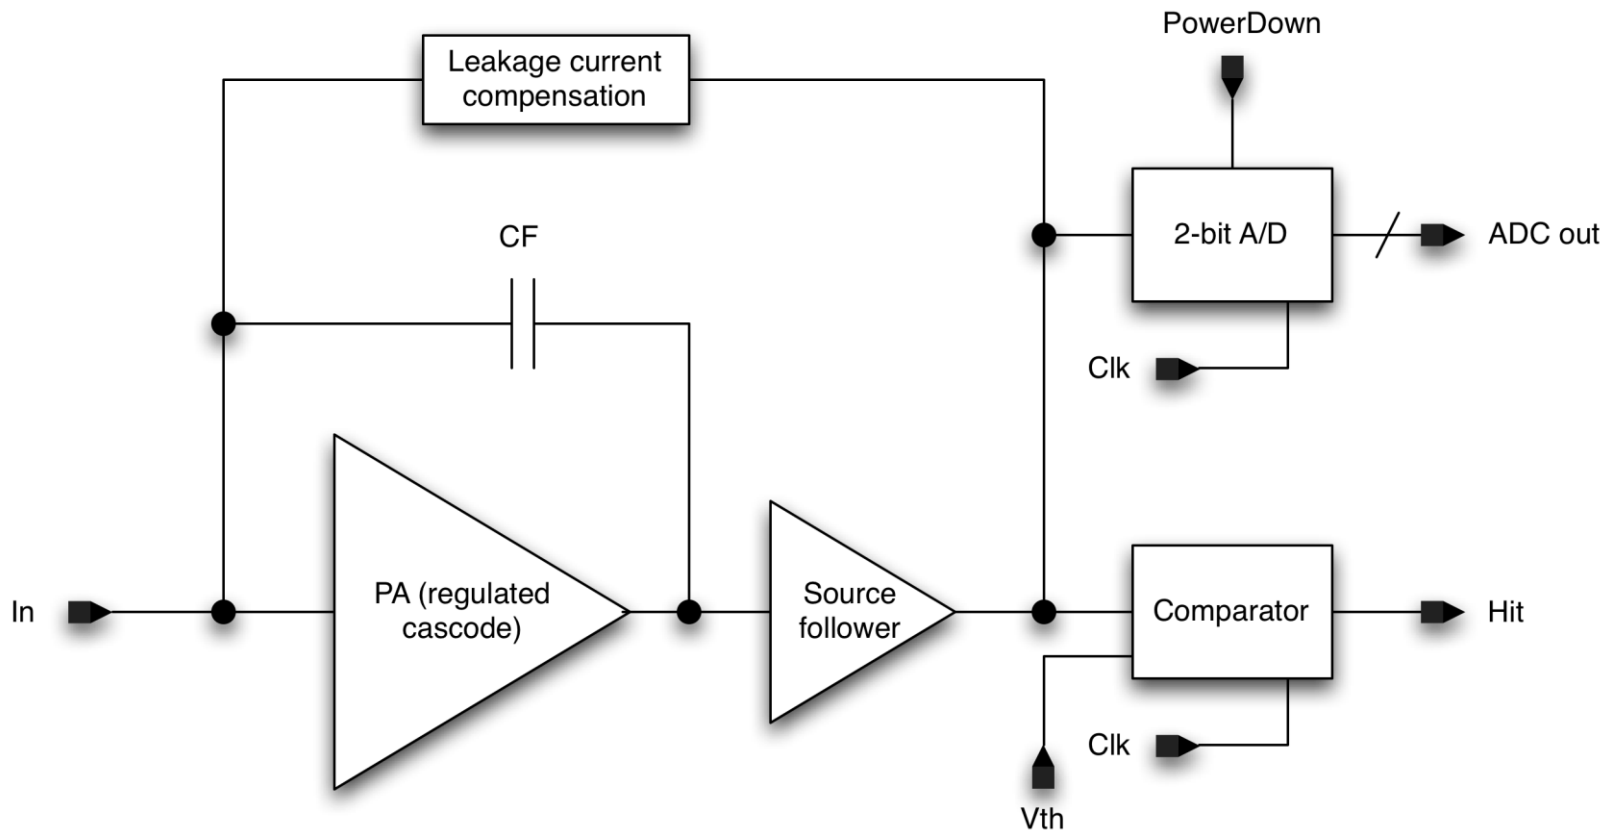 PowerDown
Leakage current
compensation
CF
2-bit A/D
ADC out
Clk
PA (regulated
cascode)
Source
follower
In
Comparator
Hit
Clk
Vth